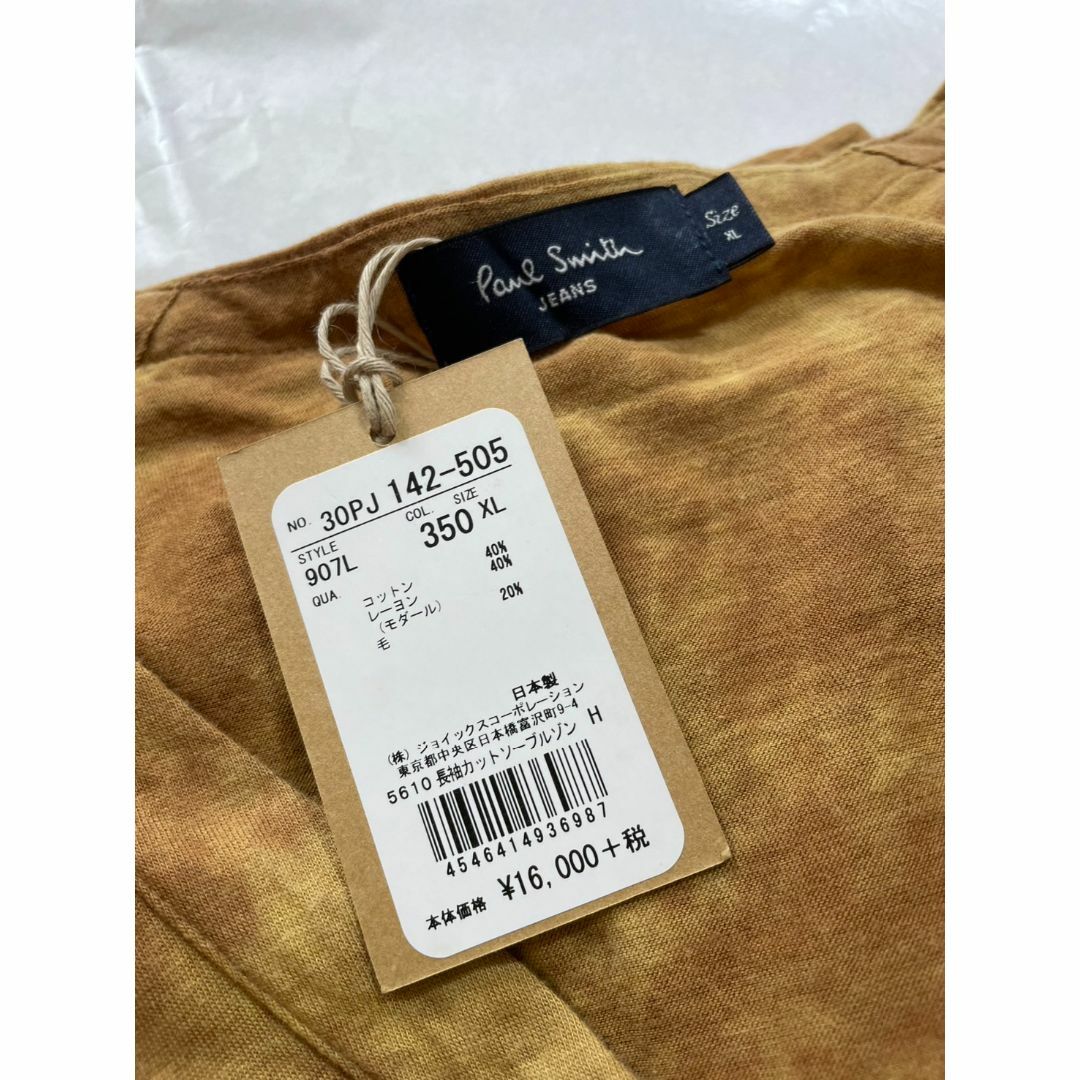 Paul Smith
JEANS
Size
XL
NO. 30PJ 142-505
STYLE COL. SIZE
907L 350 XL
QUA. コットン 40%
レーヨン 40%
(モダール)
毛 20%
日本製
(株)ジョイックスコーポレーション
東京都中央区日本橋富沢町9-4
5610 長袖カットソーブルゾン H
4546414936987
本体価格 ¥16,000+税